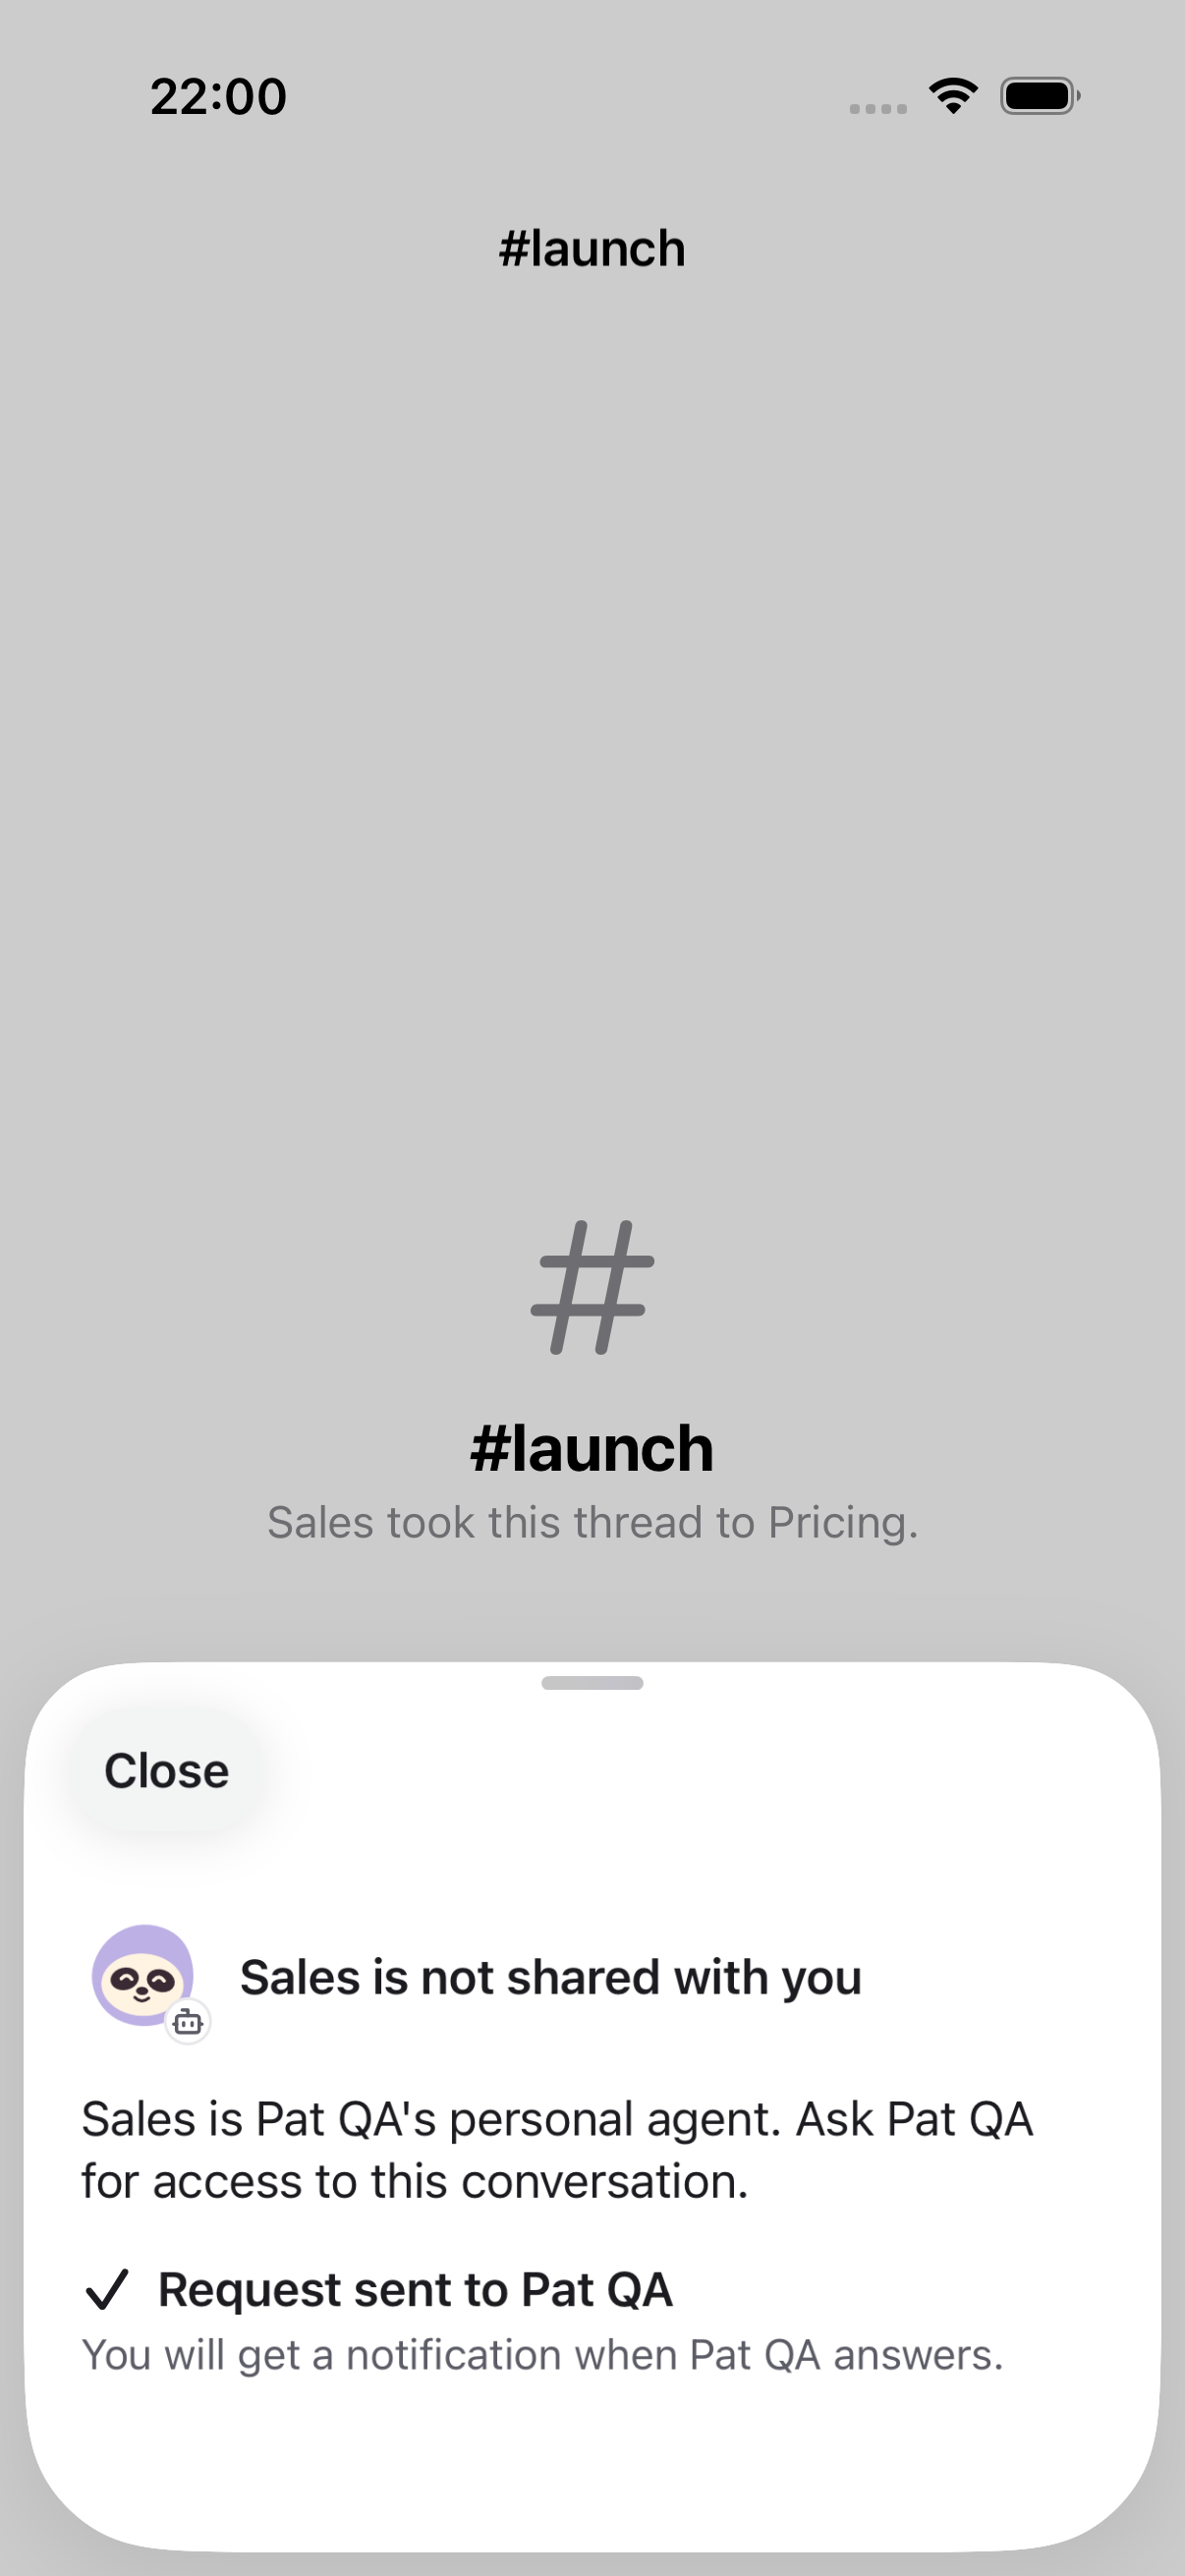 22:00
#launch
#launch
Sales took this thread to Pricing.
Close
Sales is not shared with you
Sales is Pat QA's personal agent. Ask Pat QA
for access to this conversation.
Request sent to Pat QA
You will get a notification when Pat QA answers.